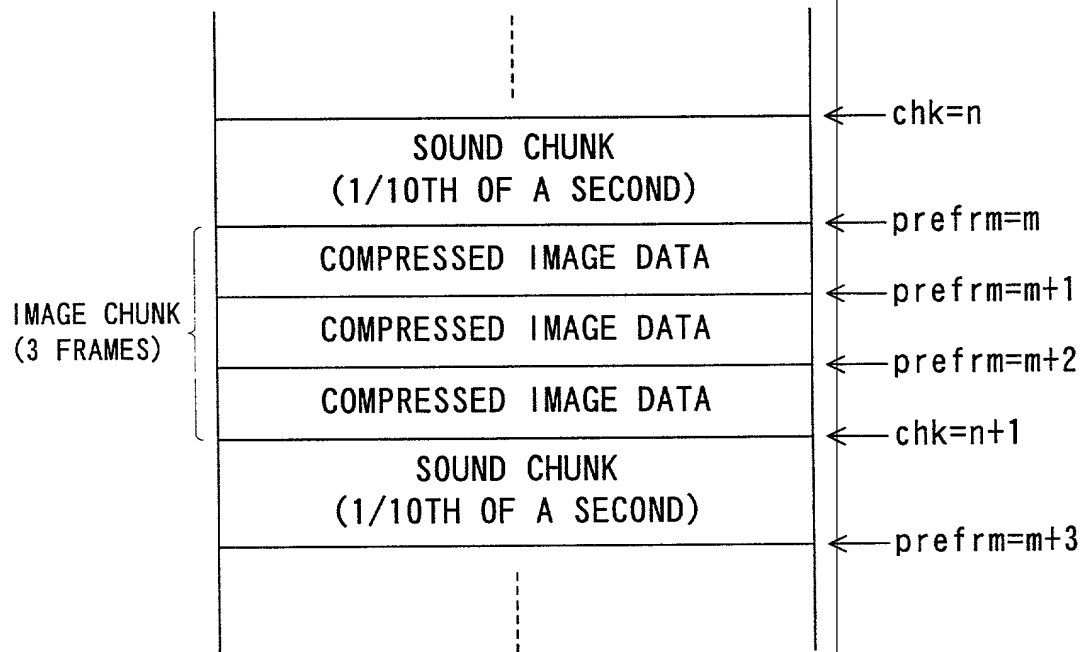 chk=n
SOUND CHUNK
(1/10TH OF A SECOND)
prefrm=m
COMPRESSED IMAGE DATA
prefrm=m+1
IMAGE CHUNK
(3 FRAMES)
COMPRESSED IMAGE DATA
prefrm=m+2
COMPRESSED IMAGE DATA
chk=n+1
SOUND CHUNK
(1/10TH OF A SECOND)
prefrm=m+3